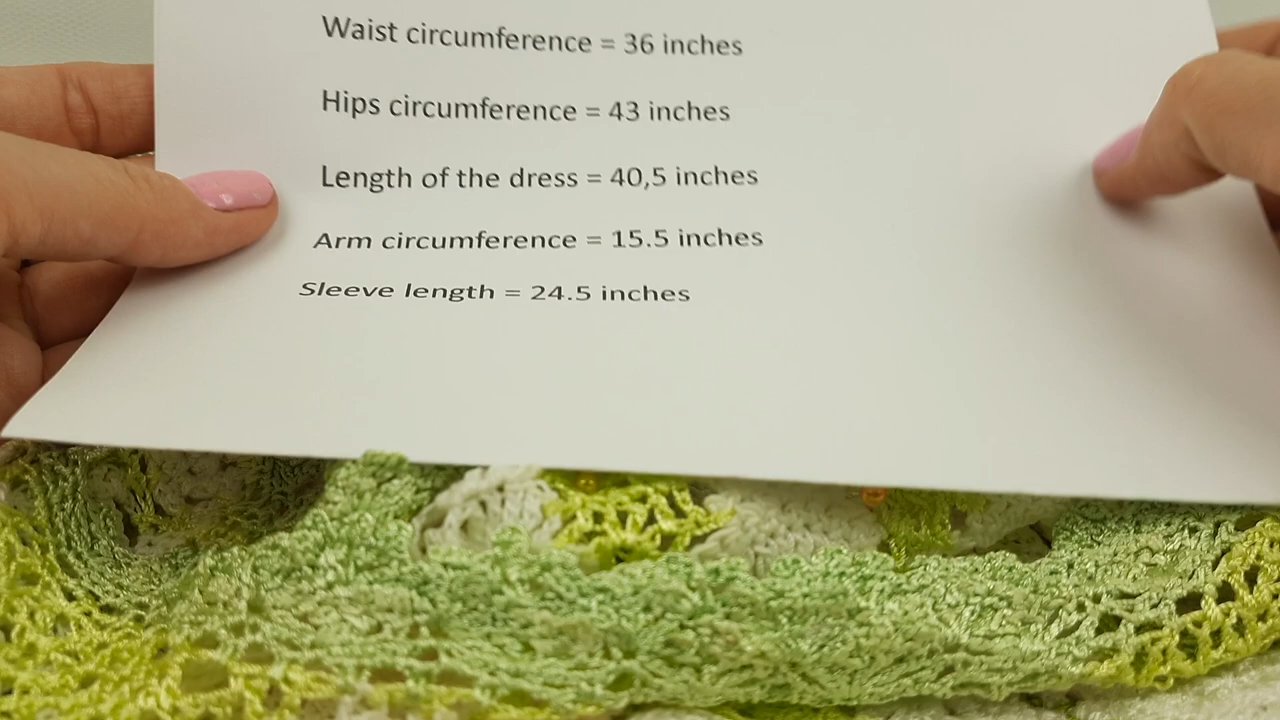 Waist circumference = 36 inches
Hips circumference = 43 inches
Length of the dress = 40,5 inches
Arm circumference = 15.5 inches
Sleeve length = 24.5 inches